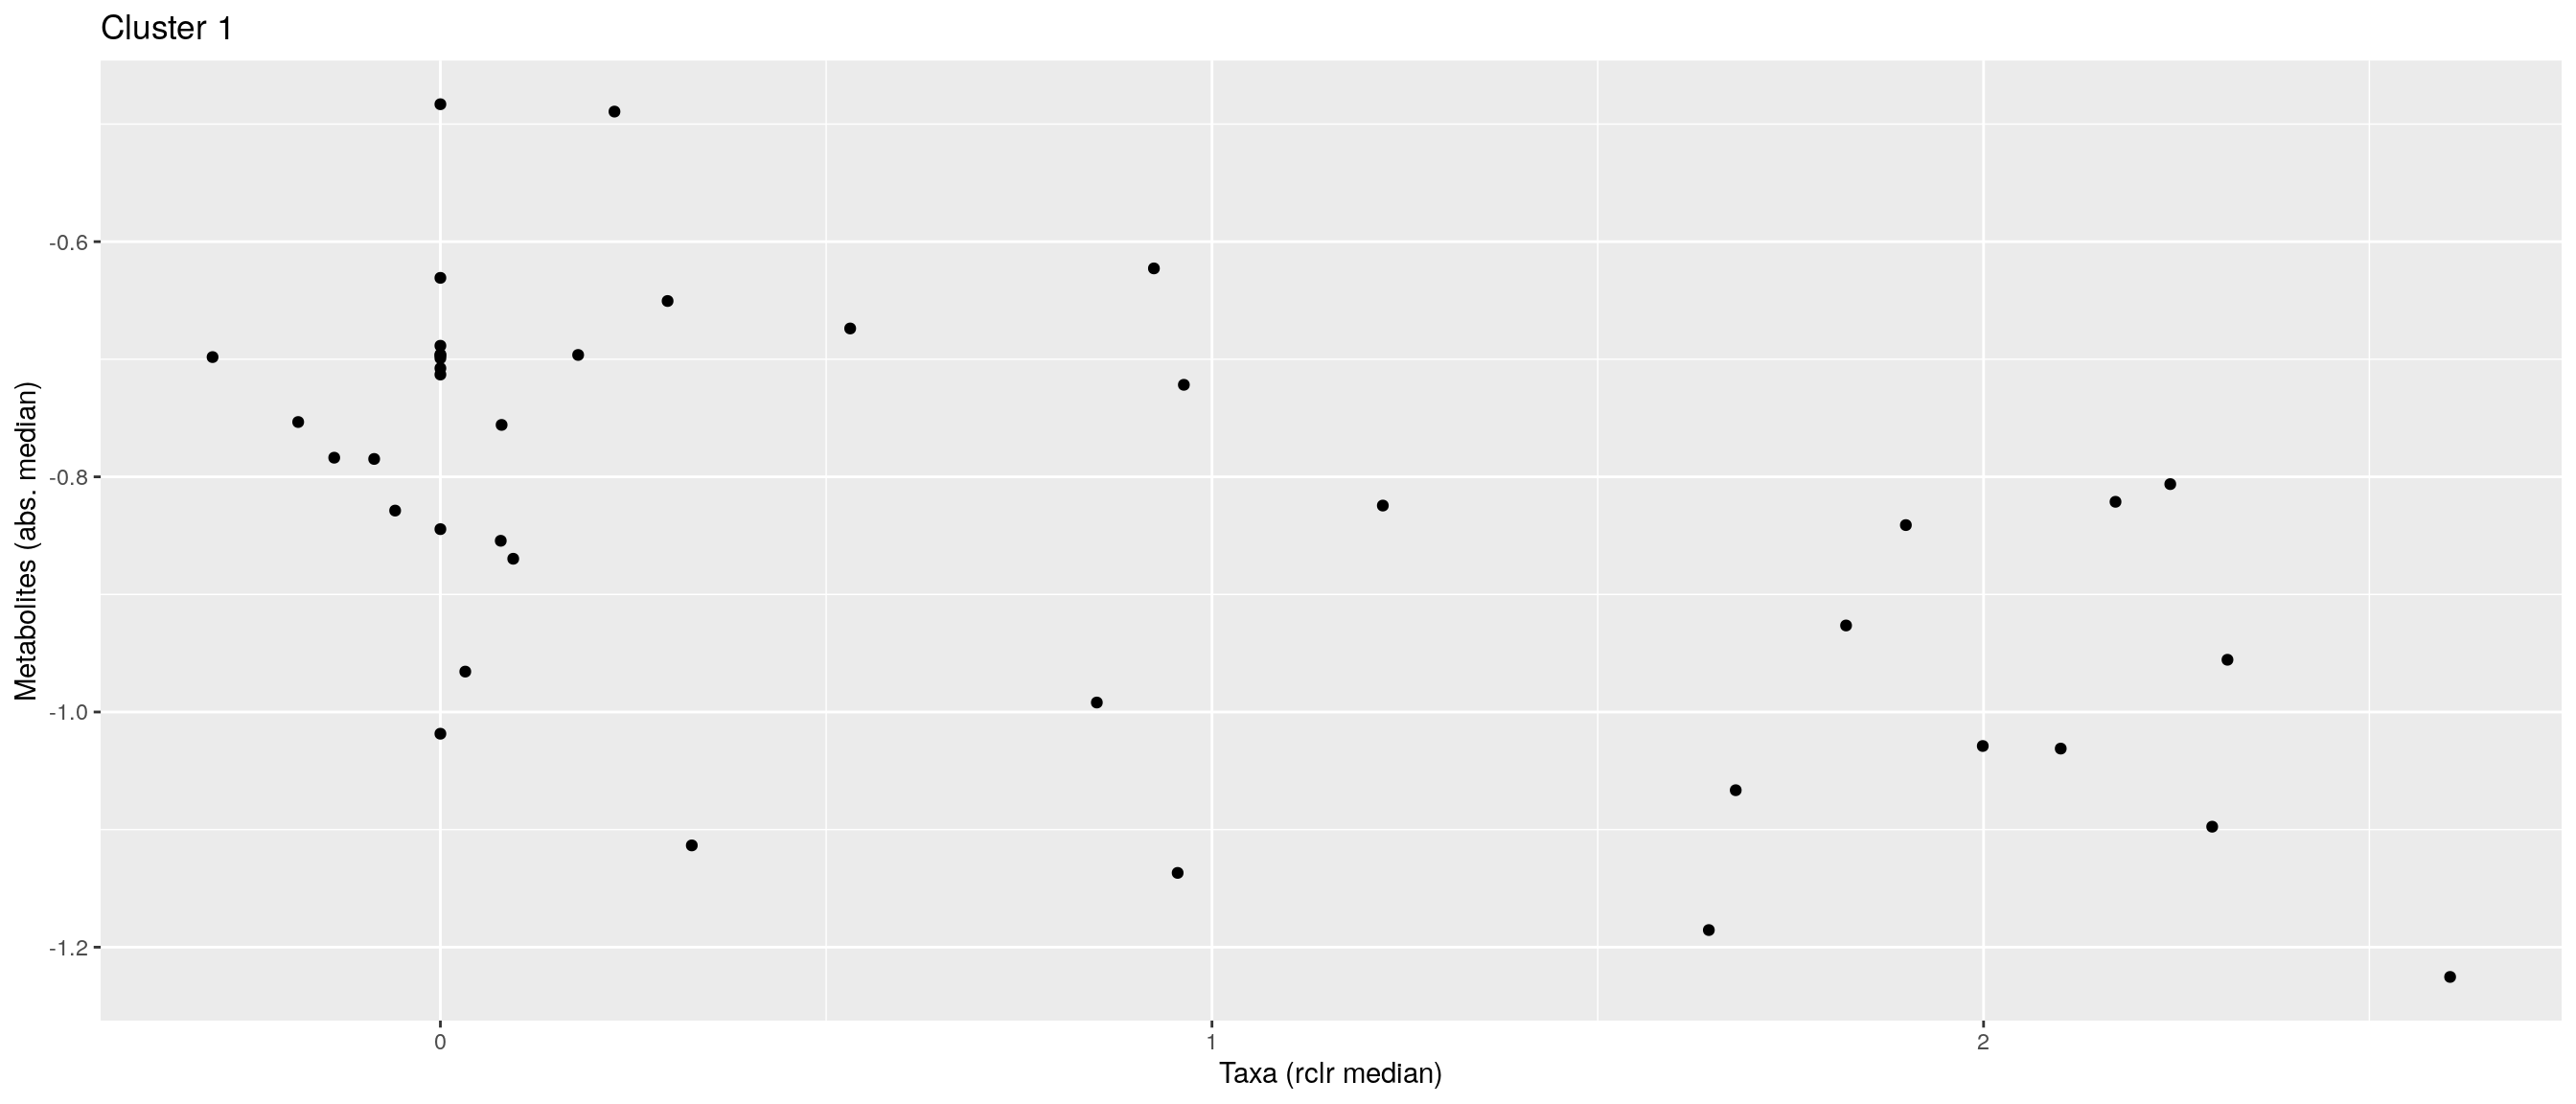 Cluster 1
Metabolites (abs. median)
-0.6
-0.8
-1.0
-1.2
0 1 2
Taxa (rclr median)